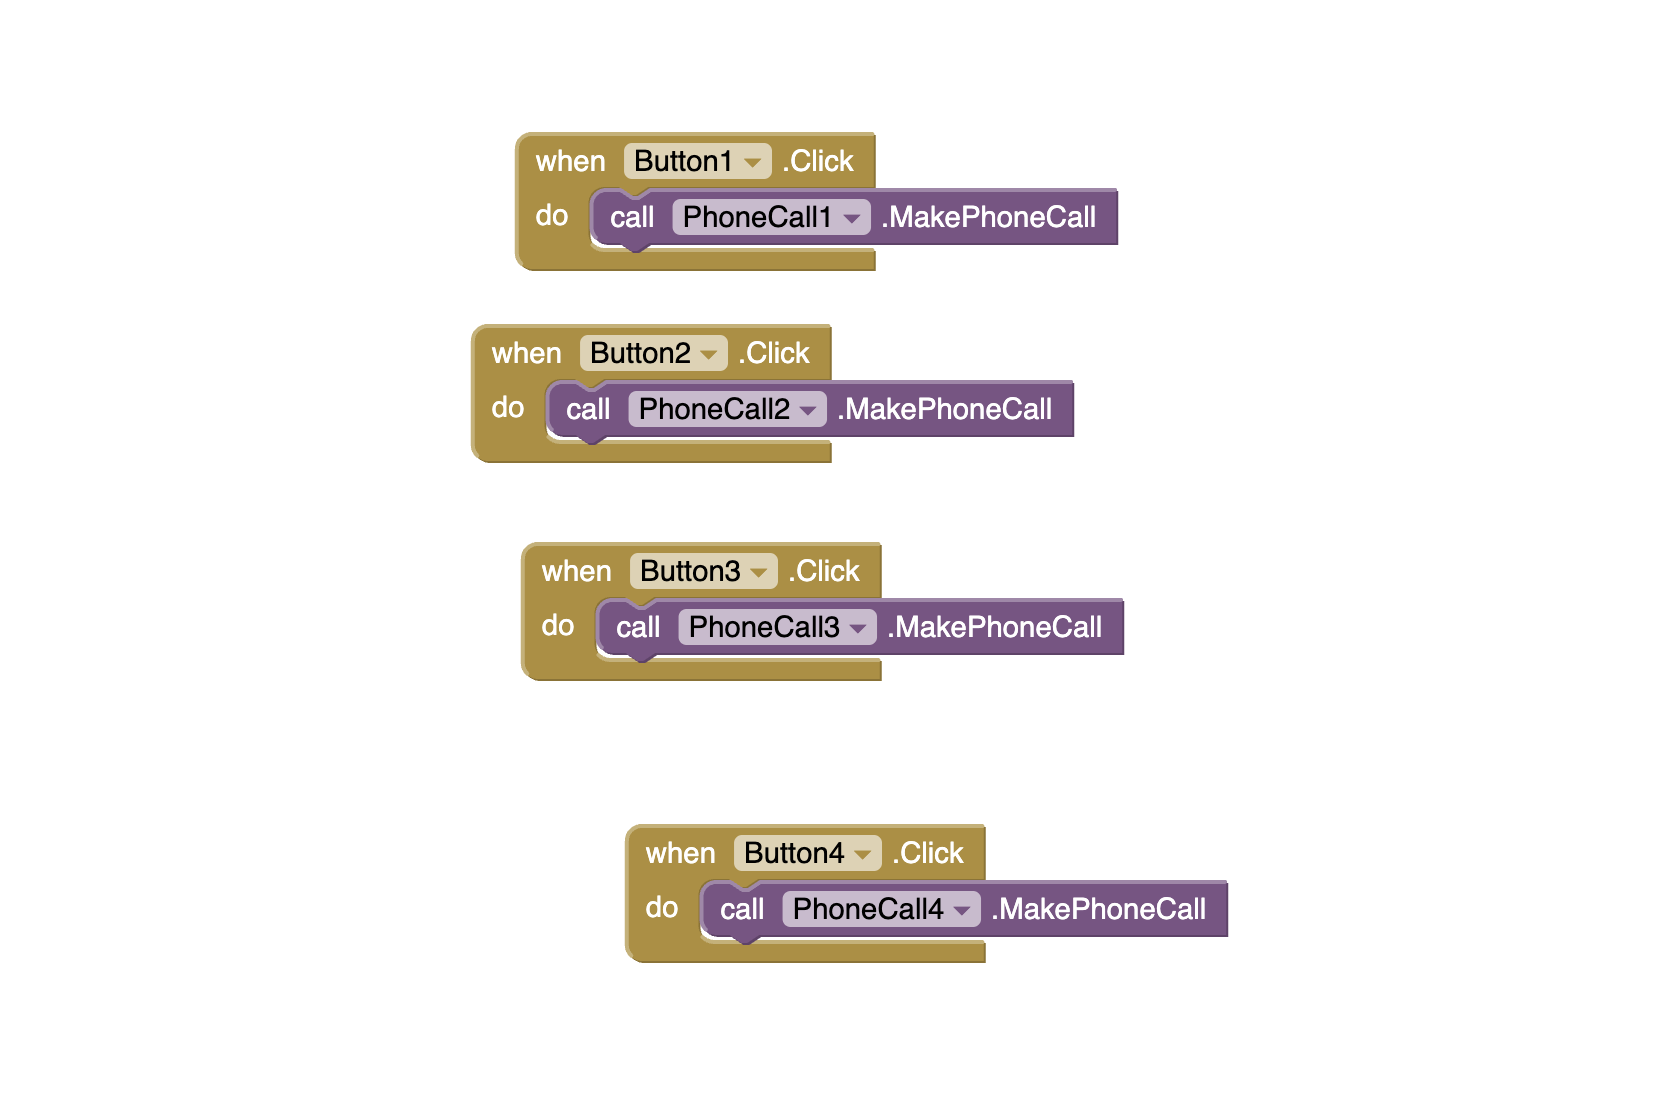 when Button1 .Click
do call PhoneCall1 .MakePhoneCall
when Button2 .Click
do call PhoneCall2 .MakePhoneCall
when Button3 .Click
do call PhoneCall3 .MakePhoneCall
when Button4 .Click
do call PhoneCall4 .MakePhoneCall